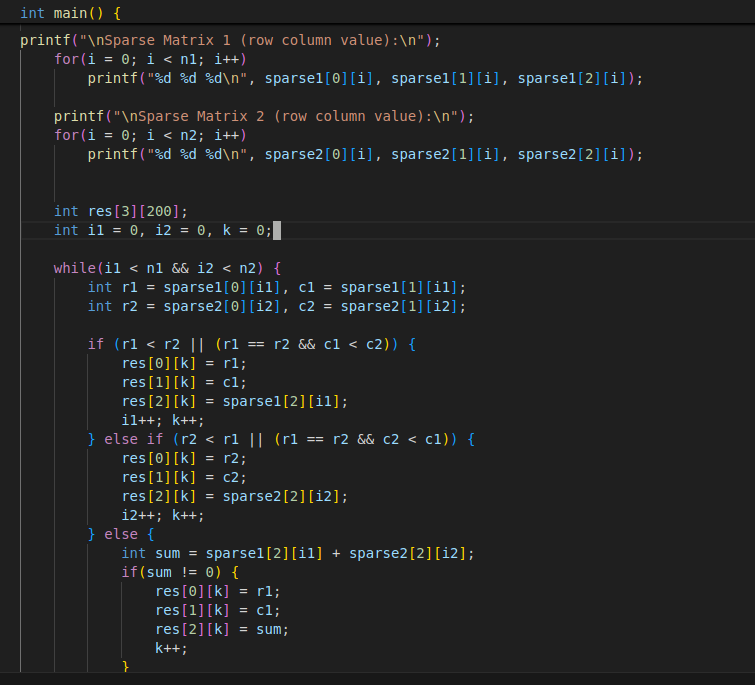 int main() {
printf("\nSparse Matrix 1 (row column value):\n");
    for(i = 0; i < n1; i++)
        printf("%d %d %d\n", sparse1[0][i], sparse1[1][i], sparse1[2][i]);
    printf("\nSparse Matrix 2 (row column value):\n");
    for(i = 0; i < n2; i++)
        printf("%d %d %d\n", sparse2[0][i], sparse2[1][i], sparse2[2][i]);
    int res[3][200];
    int i1 = 0, i2 = 0, k = 0;
    while(i1 < n1 && i2 < n2) {
        int r1 = sparse1[0][i1], c1 = sparse1[1][i1];
        int r2 = sparse2[0][i2], c2 = sparse2[1][i2];
        if (r1 < r2 || (r1 == r2 && c1 < c2)) {
            res[0][k] = r1;
            res[1][k] = c1;
            res[2][k] = sparse1[2][i1];
            i1++; k++;
        } else if (r2 < r1 || (r1 == r2 && c2 < c1)) {
            res[0][k] = r2;
            res[1][k] = c2;
            res[2][k] = sparse2[2][i2];
            i2++; k++;
        } else {
            int sum = sparse1[2][i1] + sparse2[2][i2];
            if(sum != 0) {
                res[0][k] = r1;
                res[1][k] = c1;
                res[2][k] = sum;
                k++;
            }